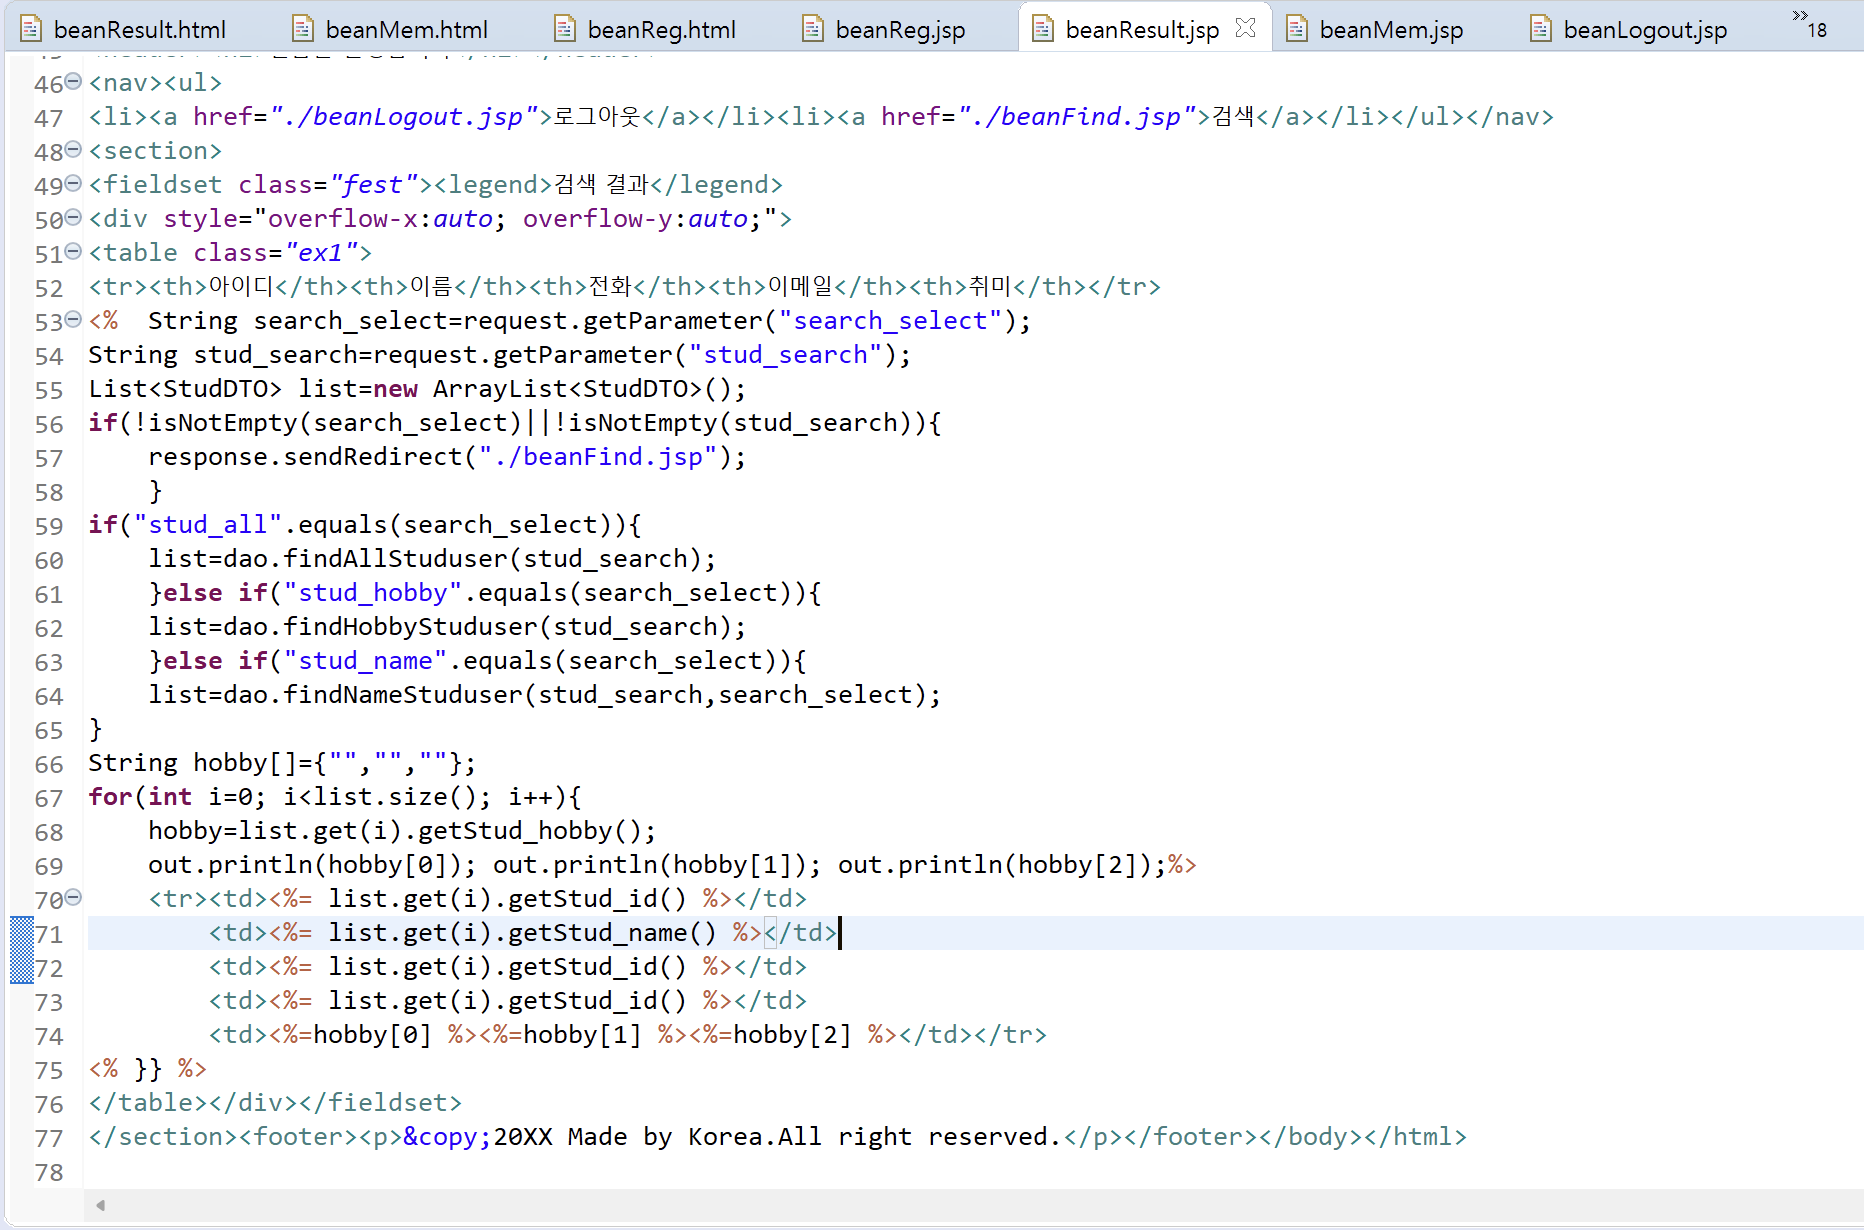 beanResult.html beanMem.html beanReg.html beanReg.jsp beanResult.jsp beanMem.jsp beanLogout.jsp »18
46 <nav><ul>
47 <li><a href="./beanLogout.jsp">로그아웃</a></li><li><a href="./beanFind.jsp">검색</a></li></ul></nav>
48 <section>
49 <fieldset class="fest"><legend>검색 결과</legend>
50 <div style="overflow-x:auto; overflow-y:auto;">
51 <table class="ex1">
52 <tr><th>아이디</th><th>이름</th><th>전화</th><th>이메일</th><th>취미</th></tr>
53 <%  String search_select=request.getParameter("search_select");
54 String stud_search=request.getParameter("stud_search");
55 List<StudDTO> list=new ArrayList<StudDTO>();
56 if(!isNotEmpty(search_select)||!isNotEmpty(stud_search)){
57     response.sendRedirect("./beanFind.jsp");
58     }
59 if("stud_all".equals(search_select)){
60     list=dao.findAllStuduser(stud_search);
61     }else if("stud_hobby".equals(search_select)){
62     list=dao.findHobbyStuduser(stud_search);
63     }else if("stud_name".equals(search_select)){
64     list=dao.findNameStuduser(stud_search,search_select);
65 }
66 String hobby[]={"","",""};
67 for(int i=0; i<list.size(); i++){
68     hobby=list.get(i).getStud_hobby();
69     out.println(hobby[0]); out.println(hobby[1]); out.println(hobby[2]);%>
70     <tr><td><%= list.get(i).getStud_id() %></td>
71         <td><%= list.get(i).getStud_name() %></td>
72         <td><%= list.get(i).getStud_id() %></td>
73         <td><%= list.get(i).getStud_id() %></td>
74         <td><%=hobby[0] %><%=hobby[1] %><%=hobby[2] %></td></tr>
75 <% }} %>
76 </table></div></fieldset>
77 </section><footer><p>&copy;20XX Made by Korea.All right reserved.</p></footer></body></html>
78